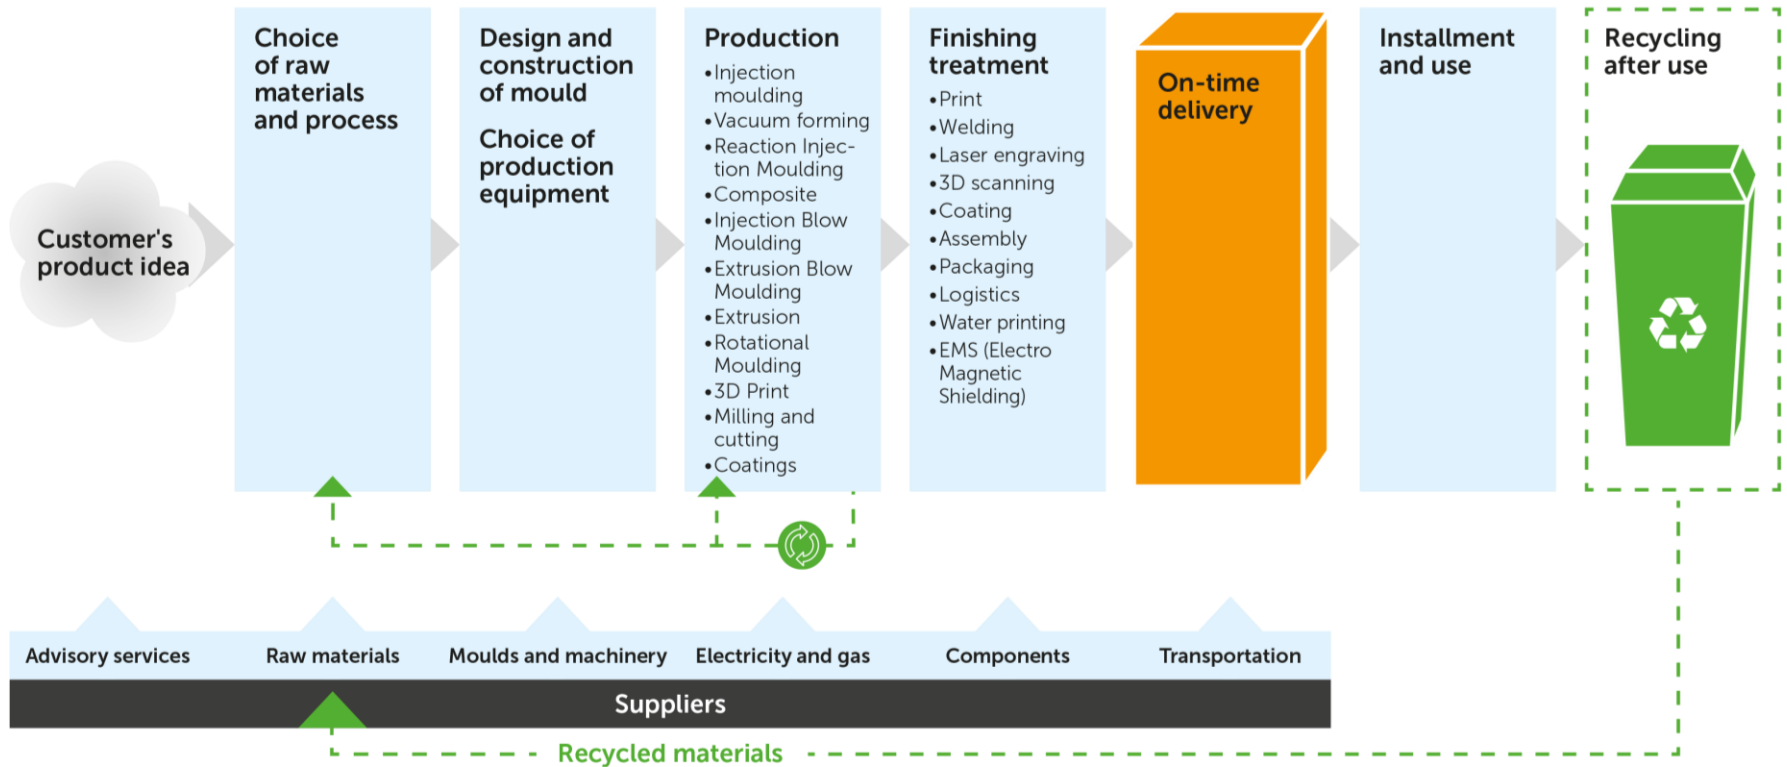 Customer's
product idea
Choice
of raw
materials
and process
Design and
construction
of mould
Choice of
production
equipment
Production
•Injection
moulding
•Vacuum forming
•Reaction Injec-
tion Moulding
•Composite
•Injection Blow
Moulding
•Extrusion Blow
Moulding
•Extrusion
•Rotational
Moulding
•3D Print
•Milling and
cutting
•Coatings
Finishing
treatment
•Print
•Welding
•Laser engraving
•3D scanning
•Coating
•Assembly
•Packaging
•Logistics
•Water printing
•EMS (Electro
Magnetic
Shielding)
On-time
delivery
Installment
and use
Recycling
after use
Advisory services
Raw materials
Moulds and machinery
Electricity and gas
Components
Transportation
Suppliers
Recycled materials